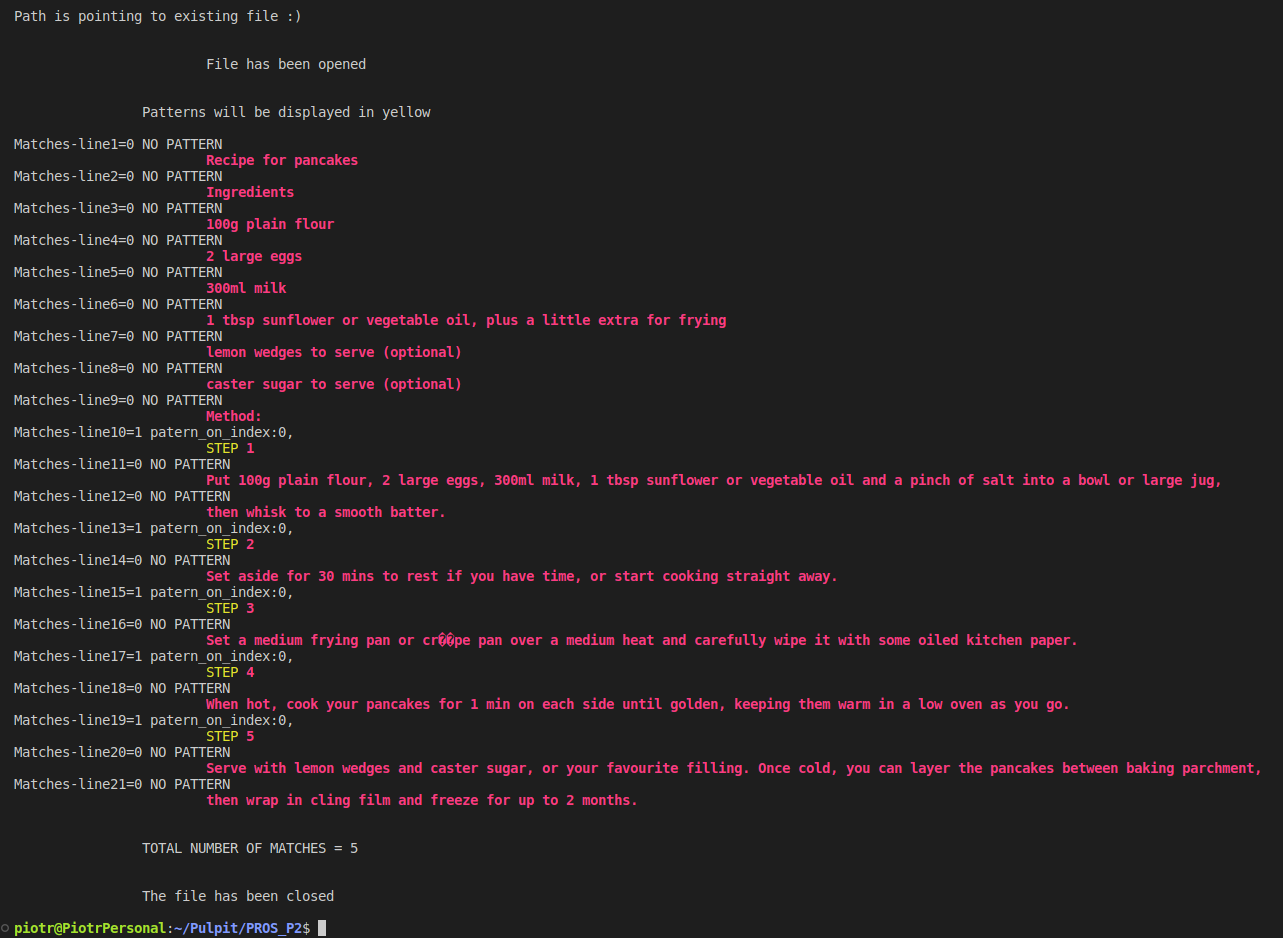 Path is pointing to existing file :)
File has been opened
Patterns will be displayed in yellow
Matches-line1=0 NO PATTERN
Recipe for pancakes
Matches-line2=0 NO PATTERN
Ingredients
Matches-line3=0 NO PATTERN
100g plain flour
Matches-line4=0 NO PATTERN
2 large eggs
Matches-line5=0 NO PATTERN
300ml milk
Matches-line6=0 NO PATTERN
1 tbsp sunflower or vegetable oil, plus a little extra for frying
Matches-line7=0 NO PATTERN
lemon wedges to serve (optional)
Matches-line8=0 NO PATTERN
caster sugar to serve (optional)
Matches-line9=0 NO PATTERN
Method:
Matches-line10=1 patern_on_index:0,
STEP 1
Matches-line11=0 NO PATTERN
Put 100g plain flour, 2 large eggs, 300ml milk, 1 tbsp sunflower or vegetable oil and a pinch of salt into a bowl or large jug,
Matches-line12=0 NO PATTERN
then whisk to a smooth batter.
Matches-line13=1 patern_on_index:0,
STEP 2
Matches-line14=0 NO PATTERN
Set aside for 30 mins to rest if you have time, or start cooking straight away.
Matches-line15=1 patern_on_index:0,
STEP 3
Matches-line16=0 NO PATTERN
Set a medium frying pan or cr��pe pan over a medium heat and carefully wipe it with some oiled kitchen paper.
Matches-line17=1 patern_on_index:0,
STEP 4
Matches-line18=0 NO PATTERN
When hot, cook your pancakes for 1 min on each side until golden, keeping them warm in a low oven as you go.
Matches-line19=1 patern_on_index:0,
STEP 5
Matches-line20=0 NO PATTERN
Serve with lemon wedges and caster sugar, or your favourite filling. Once cold, you can layer the pancakes between baking parchment,
Matches-line21=0 NO PATTERN
then wrap in cling film and freeze for up to 2 months.
TOTAL NUMBER OF MATCHES = 5
The file has been closed
piotr@PiotrPersonal:~/Pulpit/PROS_P2$